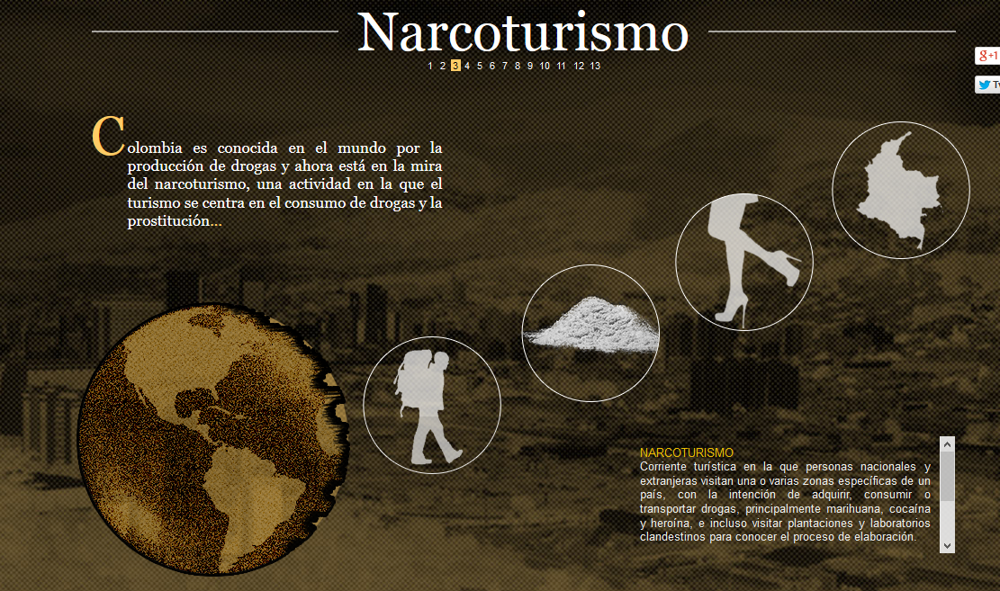 Narcoturismo
1 2 3 4 5 6 7 8 9 10 11 12 13
g+1
Colombia es conocida en el mundo por la
producción de drogas y ahora está en la mira
del narcoturismo, una actividad en la que el
turismo se centra en el consumo de drogas y la
prostitución...
NARCOTURISMO
Corriente turística en la que personas nacionales y
extranjeras visitan una o varias zonas específicas de un
país, con la intención de adquirir, consumir o
transportar drogas, principalmente marihuana, cocaína
y heroína, e incluso visitar plantaciones y laboratorios
clandestinos para conocer el proceso de elaboración.